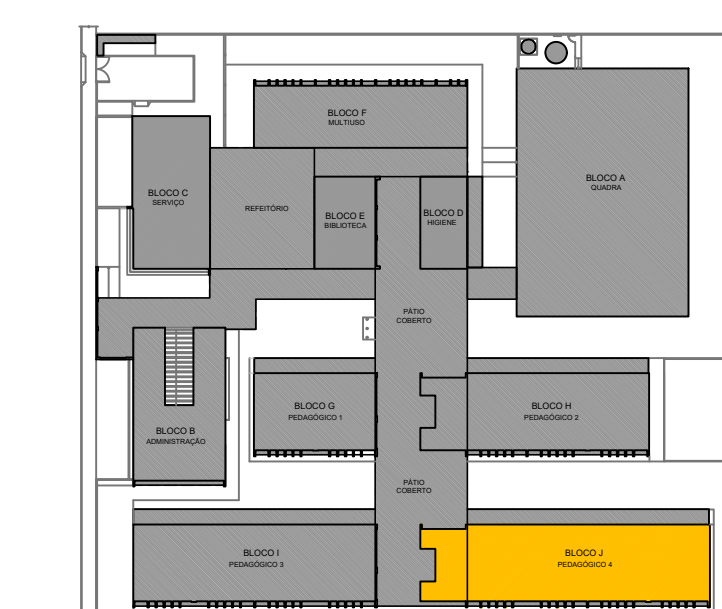 BLOCO F
MULTIUSO
BLOCO A
QUADRA
BLOCO C
SERVIÇO
REFEITÓRIO
BLOCO E
BIBLIOTECA
BLOCO D
HIGIENE
PÁTIO
COBERTO
BLOCO G
PEDAGÓGICO 1
BLOCO H
PEDAGÓGICO 2
BLOCO B
ADMINISTRAÇÃO
PÁTIO
COBERTO
BLOCO I
PEDAGÓGICO 3
BLOCO J
PEDAGÓGICO 4